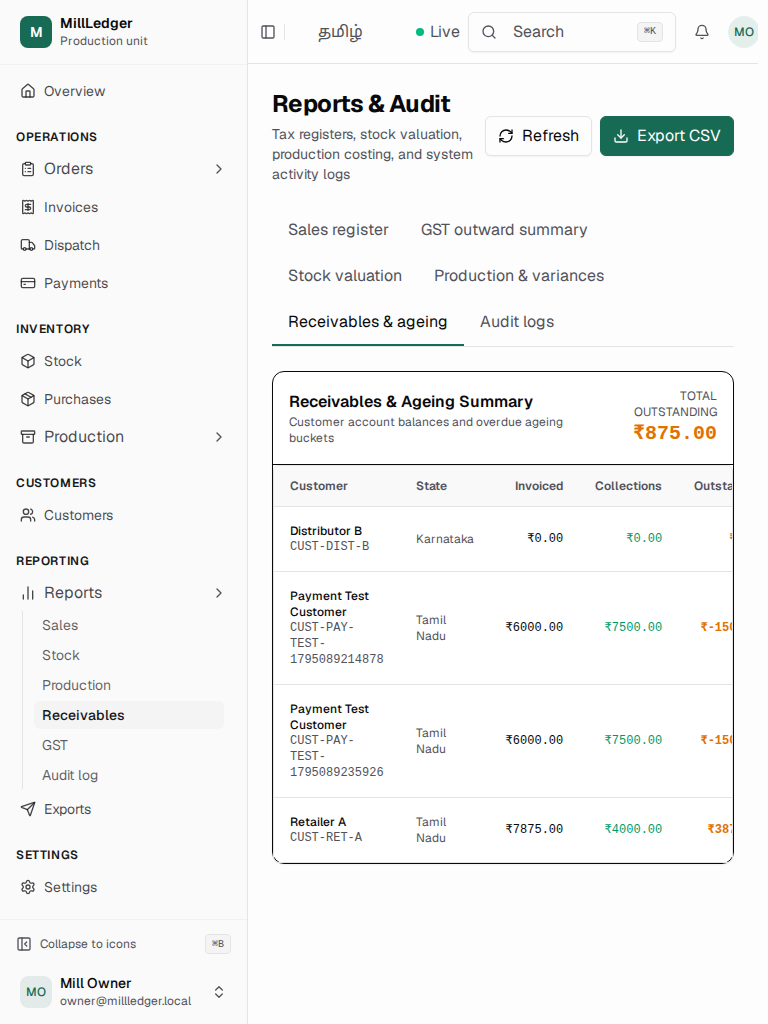 M
MillLedger
Production unit
Overview
OPERATIONS
Orders
Invoices
Dispatch
Payments
INVENTORY
Stock
Purchases
Production
CUSTOMERS
Customers
REPORTING
Reports
Sales
Stock
Production
Receivables
GST
Audit log
Exports
SETTINGS
Settings
Collapse to icons ⌘B
MO
Mill Owner
owner@millledger.local
தமிழ்
Live
Search ⌘K
MO
Reports & Audit
Tax registers, stock valuation,
production costing, and system
activity logs
Refresh
Export CSV
Sales register GST outward summary
Stock valuation Production & variances
Receivables & ageing Audit logs
Receivables & Ageing Summary
Customer account balances and overdue ageing
buckets
TOTAL
OUTSTANDING
₹875.00
Customer State Invoiced Collections
Distributor B
CUST-DIST-B
Karnataka ₹0.00 ₹0.00
Payment Test
Customer
CUST-PAY-
TEST-
1795089214878
Tamil
Nadu
₹6000.00 ₹7500.00
Payment Test
Customer
CUST-PAY-
TEST-
1795089235926
Tamil
Nadu
₹6000.00 ₹7500.00
Retailer A
CUST-RET-A
Tamil
Nadu
₹7875.00 ₹4000.00